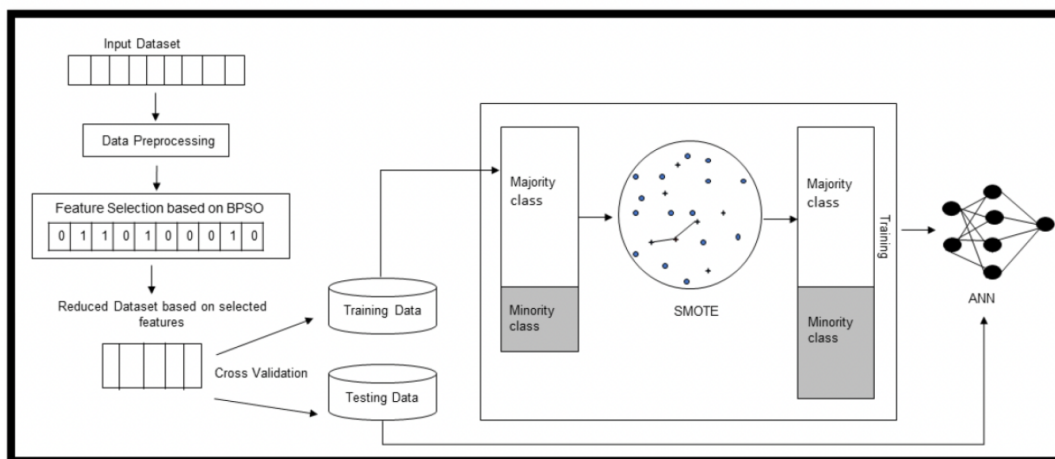 Input Dataset
Data Preprocessing
Feature Selection based on BPSO
0 1 1 0 1 0 0 0 1 0
Reduced Dataset based on selected
features
Cross Validation
Training Data
Testing Data
Majority
class
Minority
class
SMOTE
Majority
class
Minority
class
Training
ANN